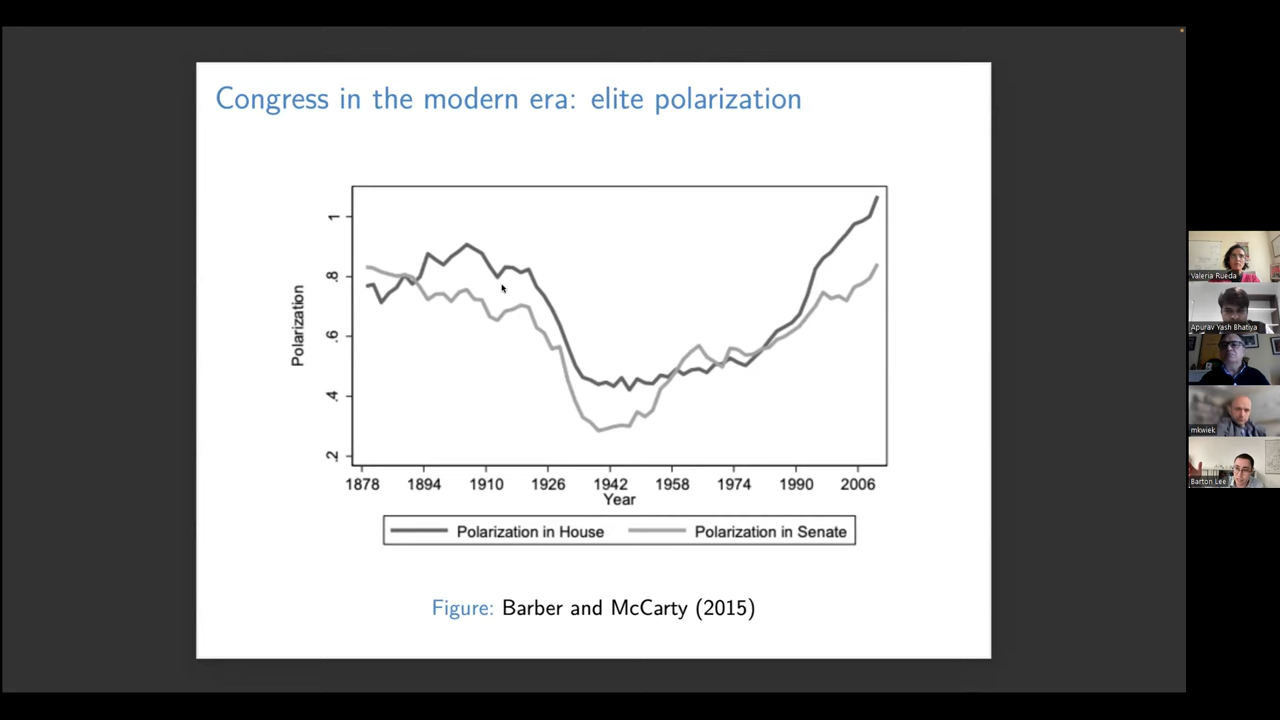 Congress in the modern era: elite polarization
Polarization
1
.8
.6
.4
.2
1878 1894 1910 1926 1942 1958 1974 1990 2006
Year
Polarization in House Polarization in Senate
Figure: Barber and McCarty (2015)
Valeria Rueda
Apurav Yash Bhatiya
mkwiek
Barton Lee